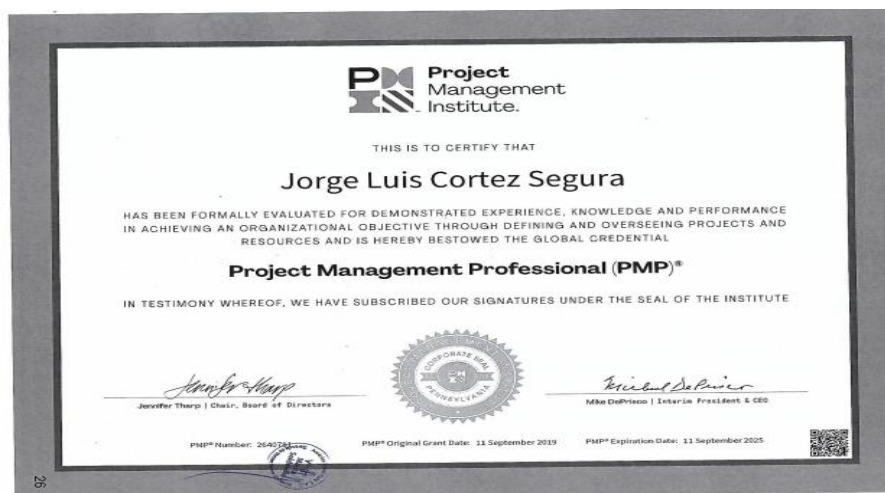 Project
Management
Institute.
THIS IS TO CERTIFY THAT
Jorge Luis Cortez Segura
HAS BEEN FORMALLY EVALUATED FOR DEMONSTRATED EXPERIENCE, KNOWLEDGE AND PERFORMANCE
IN ACHIEVING AN ORGANIZATIONAL OBJECTIVE THROUGH DEFINING AND OVERSEEING PROJECTS AND
RESOURCES AND IS HEREBY BESTOWED THE GLOBAL CREDENTIAL
Project Management Professional (PMP)®
IN TESTIMONY WHEREOF, WE HAVE SUBSCRIBED OUR SIGNATURES UNDER THE SEAL OF THE INSTITUTE
CORPORATE SEAL
PENNSYLVANIA
Jennifer Tharp
Mike DePrisco
Jennifer Tharp | Chair, Board of Directors
Mike DePrisco | Interim President & CEO
PMP® Number:
PMP® Original Grant Date: 11 September 2019
PMP® Expiration Date: 11 September 2025
26